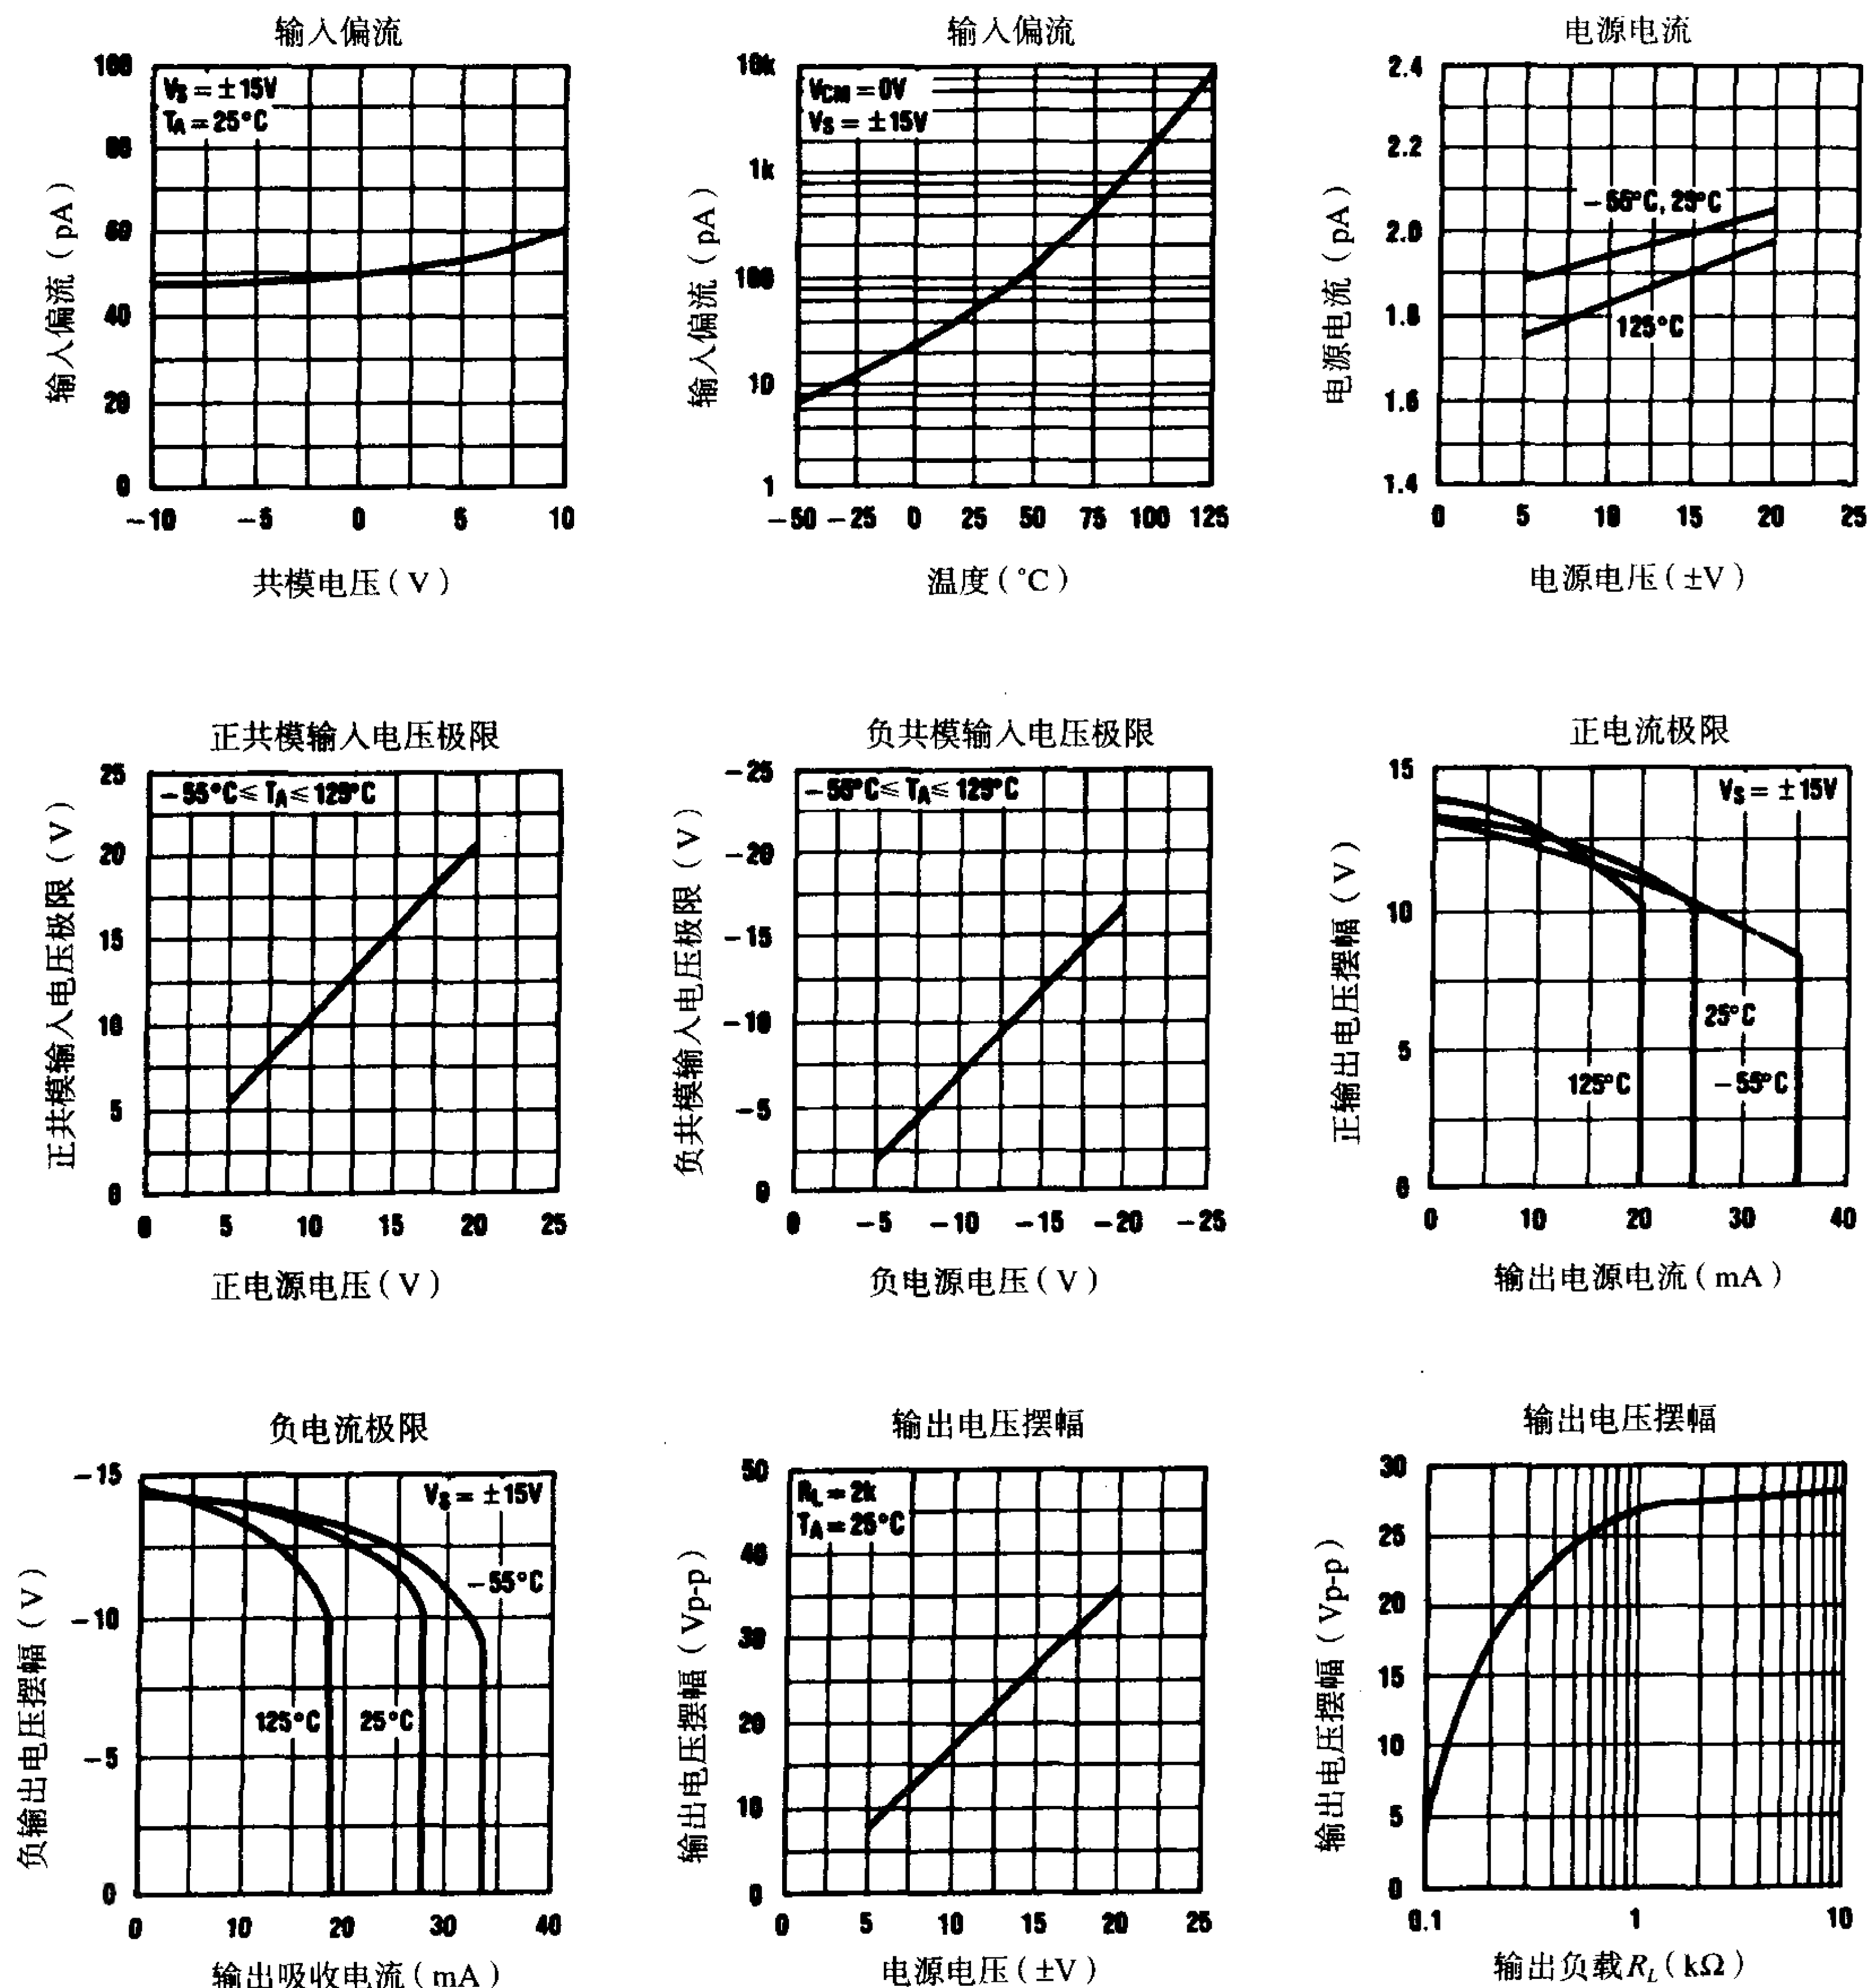 输入偏流
100
80
60
40
20
0
V_S = ±15V
T_A = 25°C
输入偏流（pA）
-10 -5 0 5 10
共模电压（V）
输入偏流
10k
1k
100
10
1
V_CM = 0V
V_S = ±15V
输入偏流（pA）
-50 -25 0 25 50 75 100 125
温度（°C）
电源电流
2.4
2.2
2.0
1.8
1.6
1.4
-55°C, 25°C
125°C
电源电流（pA）
0 5 10 15 20 25
电源电压（±V）
正共模输入电压极限
25
20
15
10
5
0
-55°C ≤ T_A ≤ 125°C
正共模输入电压极限（V）
0 5 10 15 20 25
正电源电压（V）
负共模输入电压极限
-25
-20
-15
-10
-5
0
-55°C ≤ T_A ≤ 125°C
负共模输入电压极限（V）
0 -5 -10 -15 -20 -25
负电源电压（V）
正电流极限
15
10
5
0
V_S = ±15V
25°C
125°C
-55°C
正输出电压摆幅（V）
0 10 20 30 40
输出电源电流（mA）
负电流极限
-15
-10
-5
0
V_S = ±15V
-55°C
125°C
25°C
负输出电压摆幅（V）
0 10 20 30 40
输出吸收电流（mA）
输出电压摆幅
50
40
30
20
10
0
R_L = 2k
T_A = 25°C
输出电压摆幅（Vp-p）
0 5 10 15 20 25
电源电压（±V）
输出电压摆幅
30
25
20
15
10
5
0
输出电压摆幅（Vp-p）
0.1 1 10
输出负载R_L（kΩ）